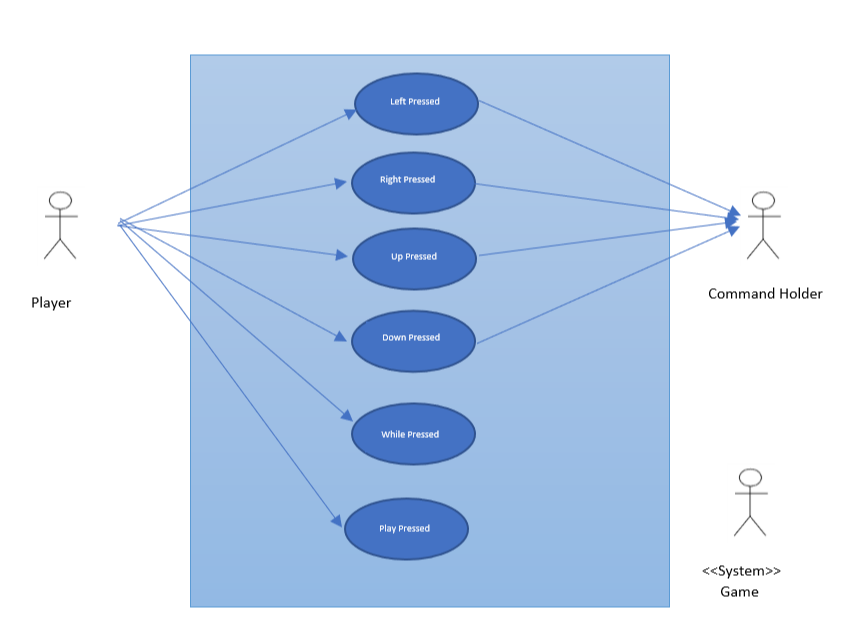 Left Pressed
Right Pressed
Up Pressed
Down Pressed
While Pressed
Play Pressed
Player
Command Holder
<<System>>
Game